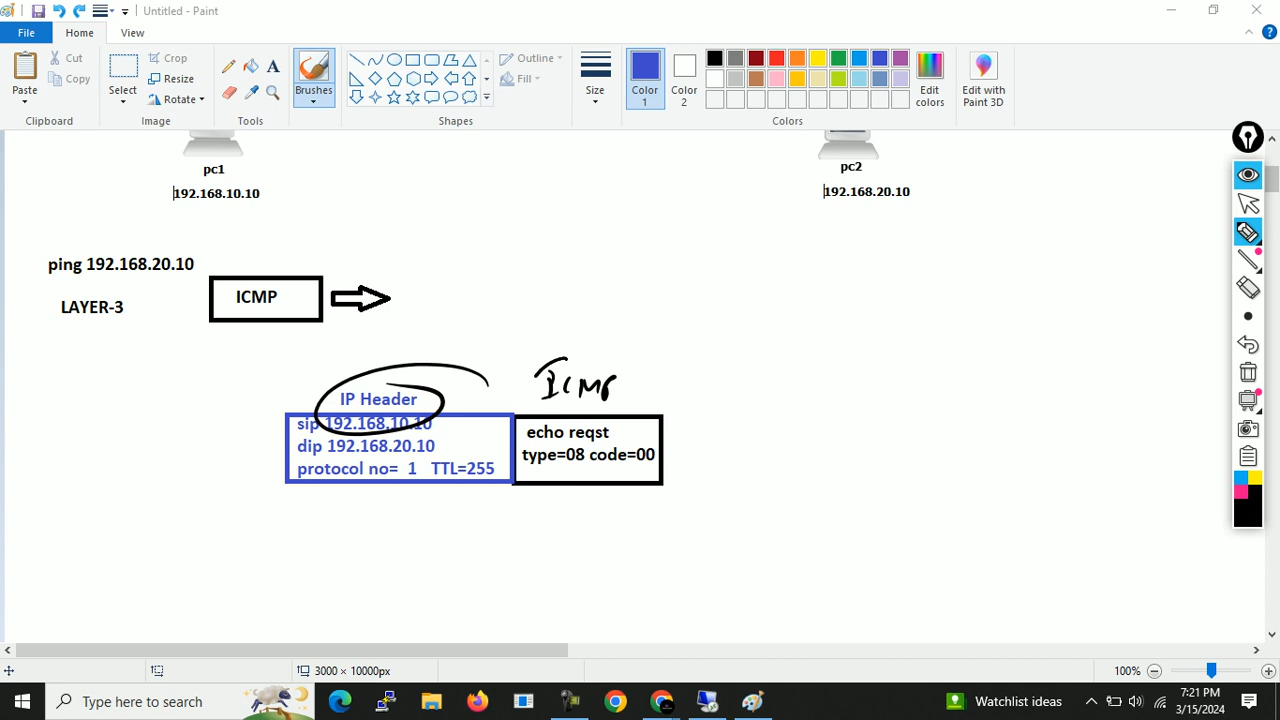 Untitled - Paint
File Home View
Paste Cut Copy
Select Crop Resize Rotate
A
Brushes
Outline Fill
Size
Color 1
Color 2
Edit colors
Edit with Paint 3D
Clipboard Image Tools Shapes Colors
pc1
192.168.10.10
pc2
192.168.20.10
ping 192.168.20.10
LAYER-3
ICMP
ICMP
IP Header
sip 192.168.10.10
dip 192.168.20.10
protocol no= 1 TTL=255
echo reqst
type=08 code=00
3000 × 10000px
100%
Type here to search
Watchlist ideas
7:21 PM
3/15/2024